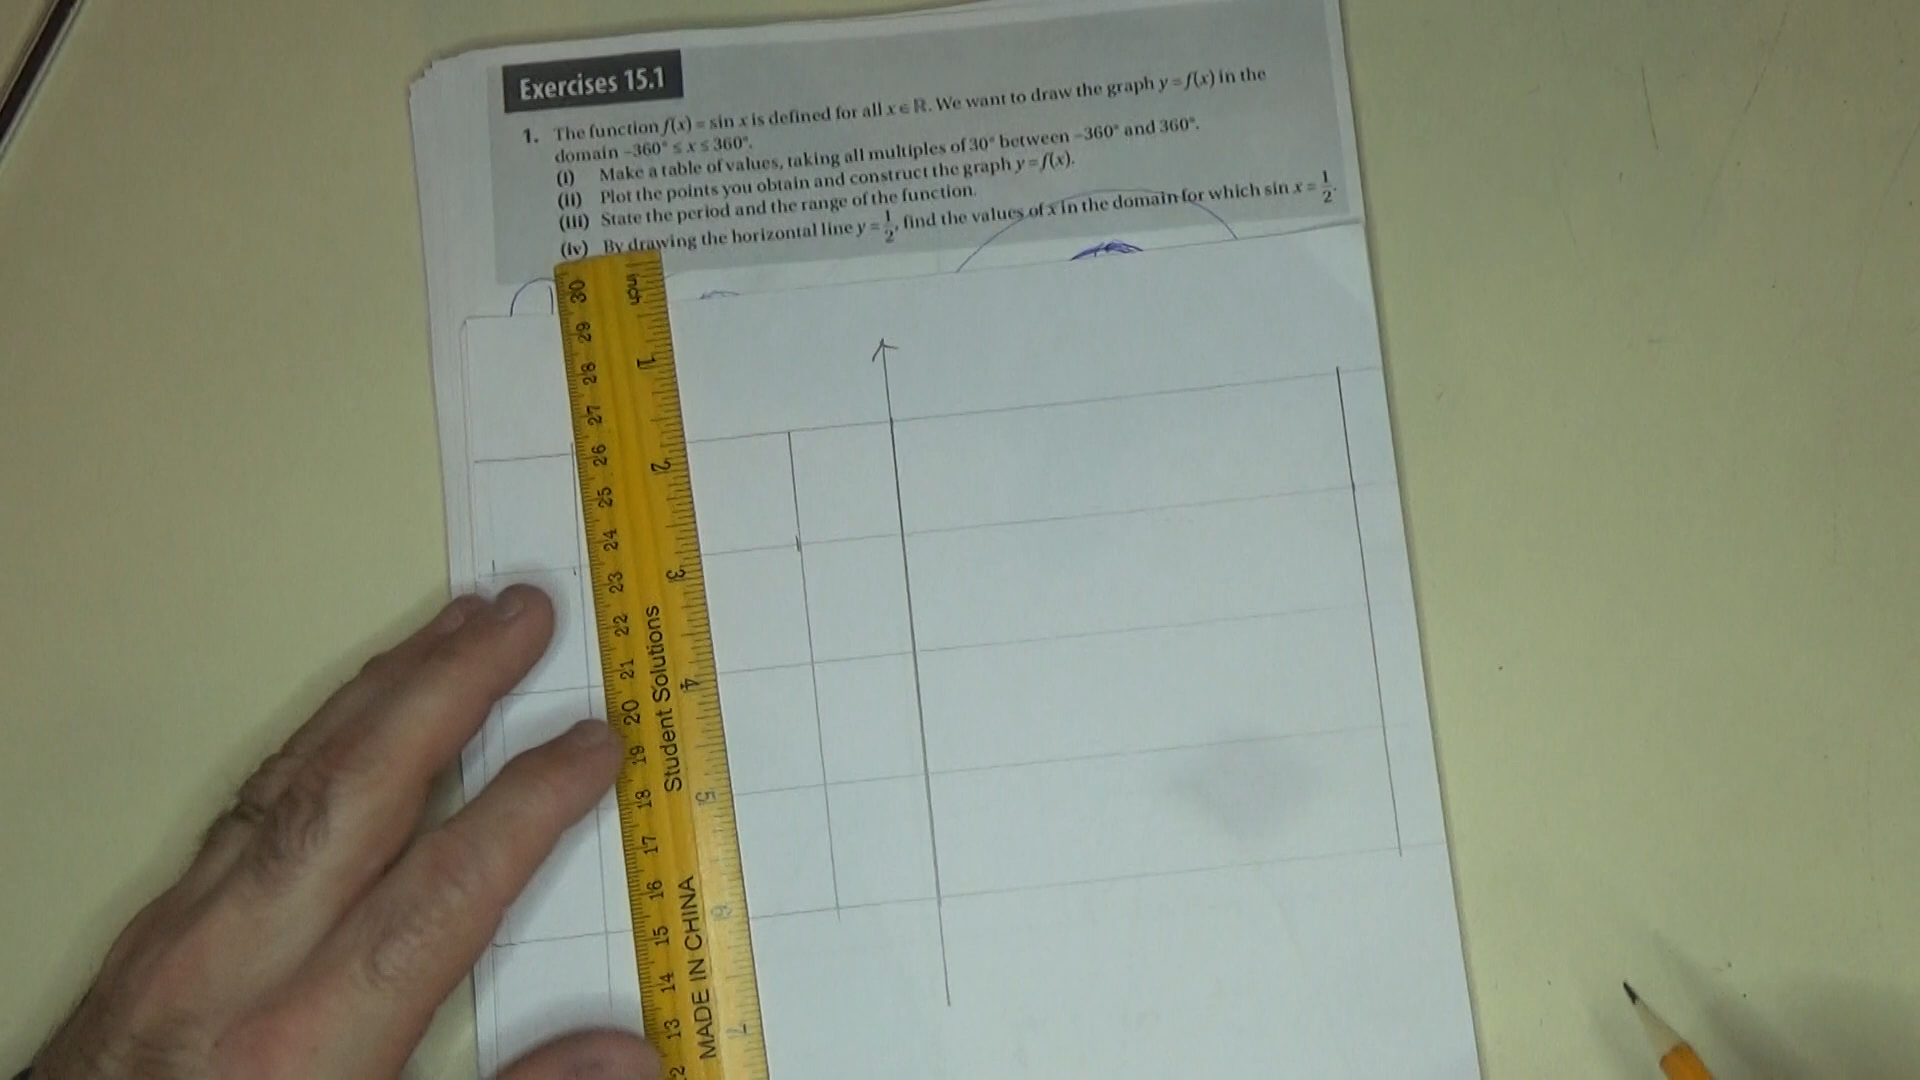 Exercises 15.1
1. The function f(x) = sin x is defined for all x ∈ ℝ. We want to draw the graph y = f(x) in the
domain –360° ≤ x ≤ 360°.
(i) Make a table of values, taking all multiples of 30° between –360° and 360°.
(ii) Plot the points you obtain and construct the graph y = f(x).
(iii) State the period and the range of the function.
(iv) By drawing the horizontal line y = 1/2, find the values of x in the domain for which sin x = 1/2.
30 29 28 27 26 25 24 23 22 21 20 19 18 17 16 15 14 13
inch 1 2 3 4 5 6 7
Student Solutions
MADE IN CHINA